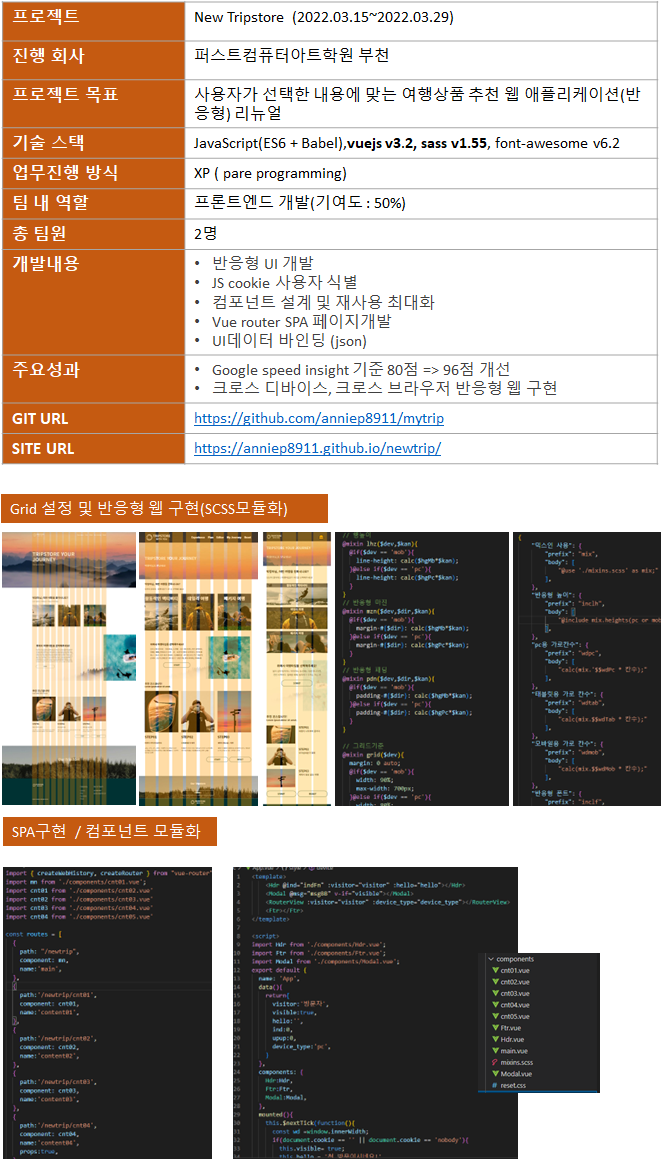 프로젝트
New Tripstore (2022.03.15~2022.03.29)
진행 회사
퍼스트컴퓨터아트학원 부천
프로젝트 목표
사용자가 선택한 내용에 맞는 여행상품 추천 웹 애플리케이션(반
응형) 리뉴얼
기술 스택
JavaScript(ES6 + Babel),vuejs v3.2, sass v1.55, font-awesome v6.2
업무진행 방식
XP ( pare programming)
팀 내 역할
프론트엔드 개발(기여도 : 50%)
총 팀원
2명
개발내용
• 반응형 UI 개발
• JS cookie 사용자 식별
• 컴포넌트 설계 및 재사용 최대화
• Vue router SPA 페이지개발
• UI데이터 바인딩 (json)
주요성과
• Google speed insight 기준 80점 => 96점 개선
• 크로스 디바이스, 크로스 브라우저 반응형 웹 구현
GIT URL
https://github.com/anniep8911/mytrip
SITE URL
https://anniep8911.github.io/newtrip/
Grid 설정 및 반응형 웹 구현(SCSS모듈화)
TRIPSTORE YOUR
JOURNEY
@mixin lhz($dev,$kan){
@if($dev == 'mob'){
line-height: calc($hgMb*$kan);
}@else if($dev == 'pc'){
line-height: calc($hgPc*$kan);
}
}
// 반응형 마진
@mixin mzn($dev,$dir,$kan){
@if($dev == 'mob'){
margin-#{$dir}: calc($hgMb*$kan);
}@else if($dev == 'pc'){
margin-#{$dir}: calc($hgPc*$kan);
}
}
// 반응형 패딩
@mixin pdn($dev,$dir,$kan){
@if($dev == 'mob'){
padding-#{$dir}: calc($hgMb*$kan);
}@else if($dev == 'pc'){
padding-#{$dir}: calc($hgPc*$kan);
}
}
// 그리드기준
@mixin grid($dev){
margin: 0 auto;
@if($dev == 'mob'){
width: 90%;
max-width: 700px;
}@else if($dev == 'pc'){
{
"믹스인 사용": {
"prefix": "mix",
"body": [
"@use './mixins.scss' as mix;"
],
},
"반응형 높이": {
"prefix": "inclh",
"body": [
"@include mix.heights(pc or mob
],
},
"pc용 가로칸수": {
"prefix": "wdpc",
"body": [
"calc(mix.$$wdPc * 칸수);"
],
},
"태블릿용 가로 칸수": {
"prefix": "wdtab",
"body": [
"calc(mix.$$wdTab * 칸수);"
],
},
"모바일용 가로 칸수": {
"prefix": "wdmob",
"body": [
"calc(mix.$$wdMob * 칸수);"
],
},
"반응형 폰트": {
"prefix": "inclf",
"body": [
SPA구현 / 컴포넌트 모듈화
import { createWebHistory, createRouter } from "vue-router"
import mn from './components/cnt01.vue';
import cnt01 from './components/cnt02.vue'
import cnt02 from './components/cnt03.vue'
import cnt03 from './components/cnt04.vue'
import cnt04 from './components/cnt05.vue'
const routes = [
{
path: "/newtrip",
component: mn,
name:'main',
},
{
path:'/newtrip/cnt01',
component: cnt01,
name:'content01',
},
{
path:'/newtrip/cnt02',
component: cnt02,
name:'content02',
},
{
path:'/newtrip/cnt03',
component: cnt03,
name:'content03',
},
{
path:'/newtrip/cnt04',
component: cnt04,
name:'content04',
props:true,
<template>
<Hdr @ind="indFn" :visitor="visitor" :hello="hello"></Hdr>
<Modal @msg="msgBB" v-if="visible"></Modal>
<RouterView :visitor="visitor" :device_type="device_type"></RouterView>
<Ftr></Ftr>
</template>
<script>
import Hdr from './components/Hdr.vue';
import Ftr from './components/Ftr.vue';
import Modal from './components/Modal.vue';
export default {
name: 'App',
data(){
return{
visitor:'방문자',
visible:true,
hello:'',
ind:0,
upup:0,
device_type:'pc',
}
},
components: {
Hdr:Hdr,
Ftr:Ftr,
Modal:Modal,
},
mounted(){
this.$nextTick(function(){
const wd =window.innerWidth;
if(document.cookie == '' || document.cookie == 'nobody'){
this.visible= true;
components
cnt01.vue
cnt02.vue
cnt03.vue
cnt04.vue
cnt05.vue
Ftr.vue
Hdr.vue
main.vue
mixins.scss
Modal.vue
reset.css